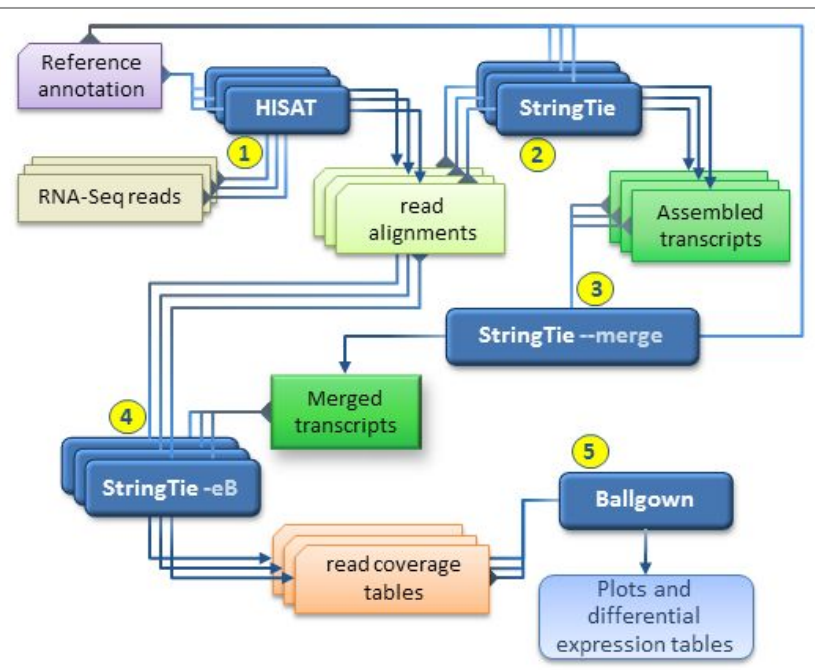 Reference
annotation
HISAT
StringTie
1
2
RNA-Seq reads
read
alignments
Assembled
transcripts
3
StringTie --merge
Merged
transcripts
4
StringTie -eB
5
Ballgown
read coverage
tables
Plots and
differential
expression tables